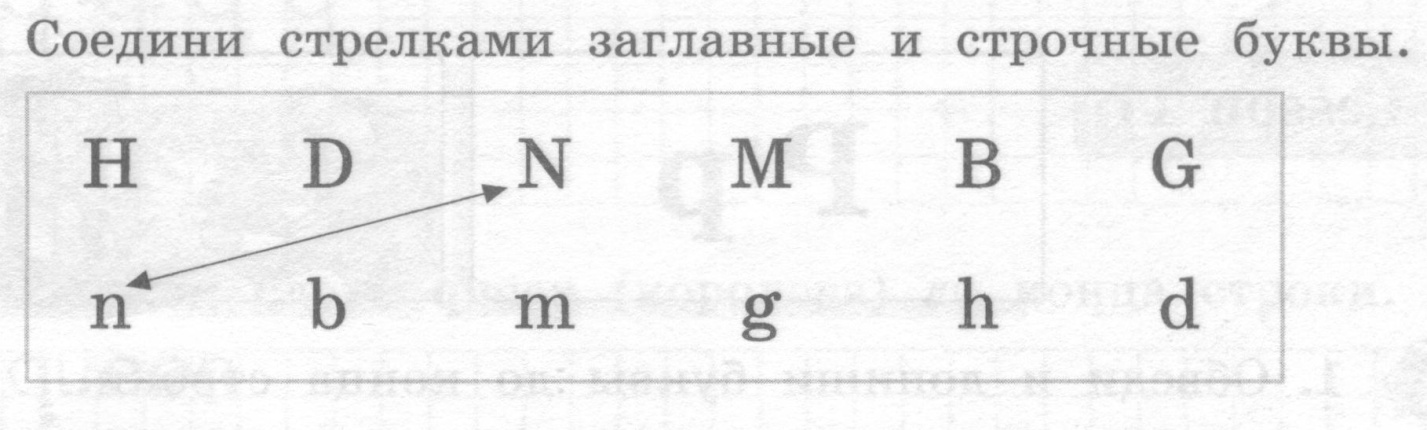 Соедини стрелками заглавные и строчные буквы.
H D N M B G
n b m g h d